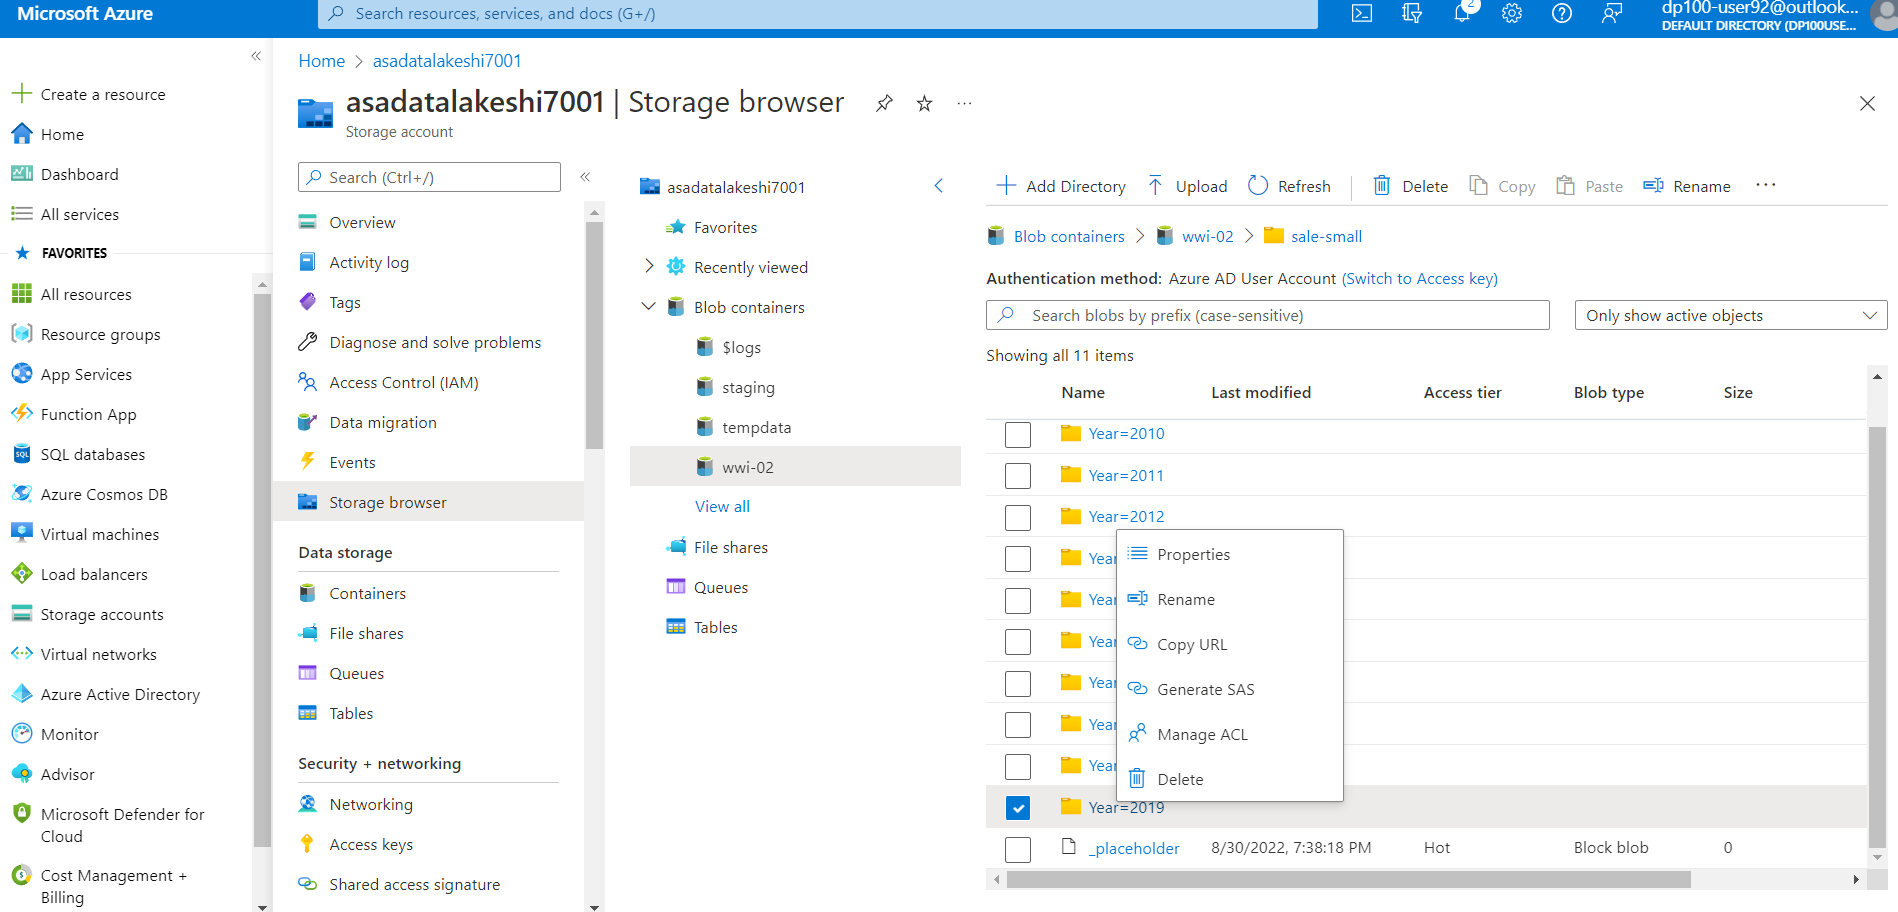 Microsoft Azure
Search resources, services, and docs (G+/)
2
dp100-user92@outlook...
DEFAULT DIRECTORY (DP100USE...
Create a resource
Home
Dashboard
All services
FAVORITES
All resources
Resource groups
App Services
Function App
SQL databases
Azure Cosmos DB
Virtual machines
Load balancers
Storage accounts
Virtual networks
Azure Active Directory
Monitor
Advisor
Microsoft Defender for
Cloud
Cost Management +
Billing
Home > asadatalakeshi7001
asadatalakeshi7001 | Storage browser
Storage account
Search (Ctrl+/)
Overview
Activity log
Tags
Diagnose and solve problems
Access Control (IAM)
Data migration
Events
Storage browser
Data storage
Containers
File shares
Queues
Tables
Security + networking
Networking
Access keys
Shared access signature
asadatalakeshi7001
Favorites
Recently viewed
Blob containers
$logs
staging
tempdata
wwi-02
View all
File shares
Queues
Tables
Add Directory Upload Refresh Delete Copy Paste Rename
Blob containers > wwi-02 > sale-small
Authentication method: Azure AD User Account (Switch to Access key)
Search blobs by prefix (case-sensitive)
Only show active objects
Showing all 11 items
Name Last modified Access tier Blob type Size
Year=2010
Year=2011
Year=2012
Yea
Yea
Yea
Yea
Yea
Yea
Properties
Rename
Copy URL
Generate SAS
Manage ACL
Delete
Year=2019
_placeholder 8/30/2022, 7:38:18 PM Hot Block blob 0